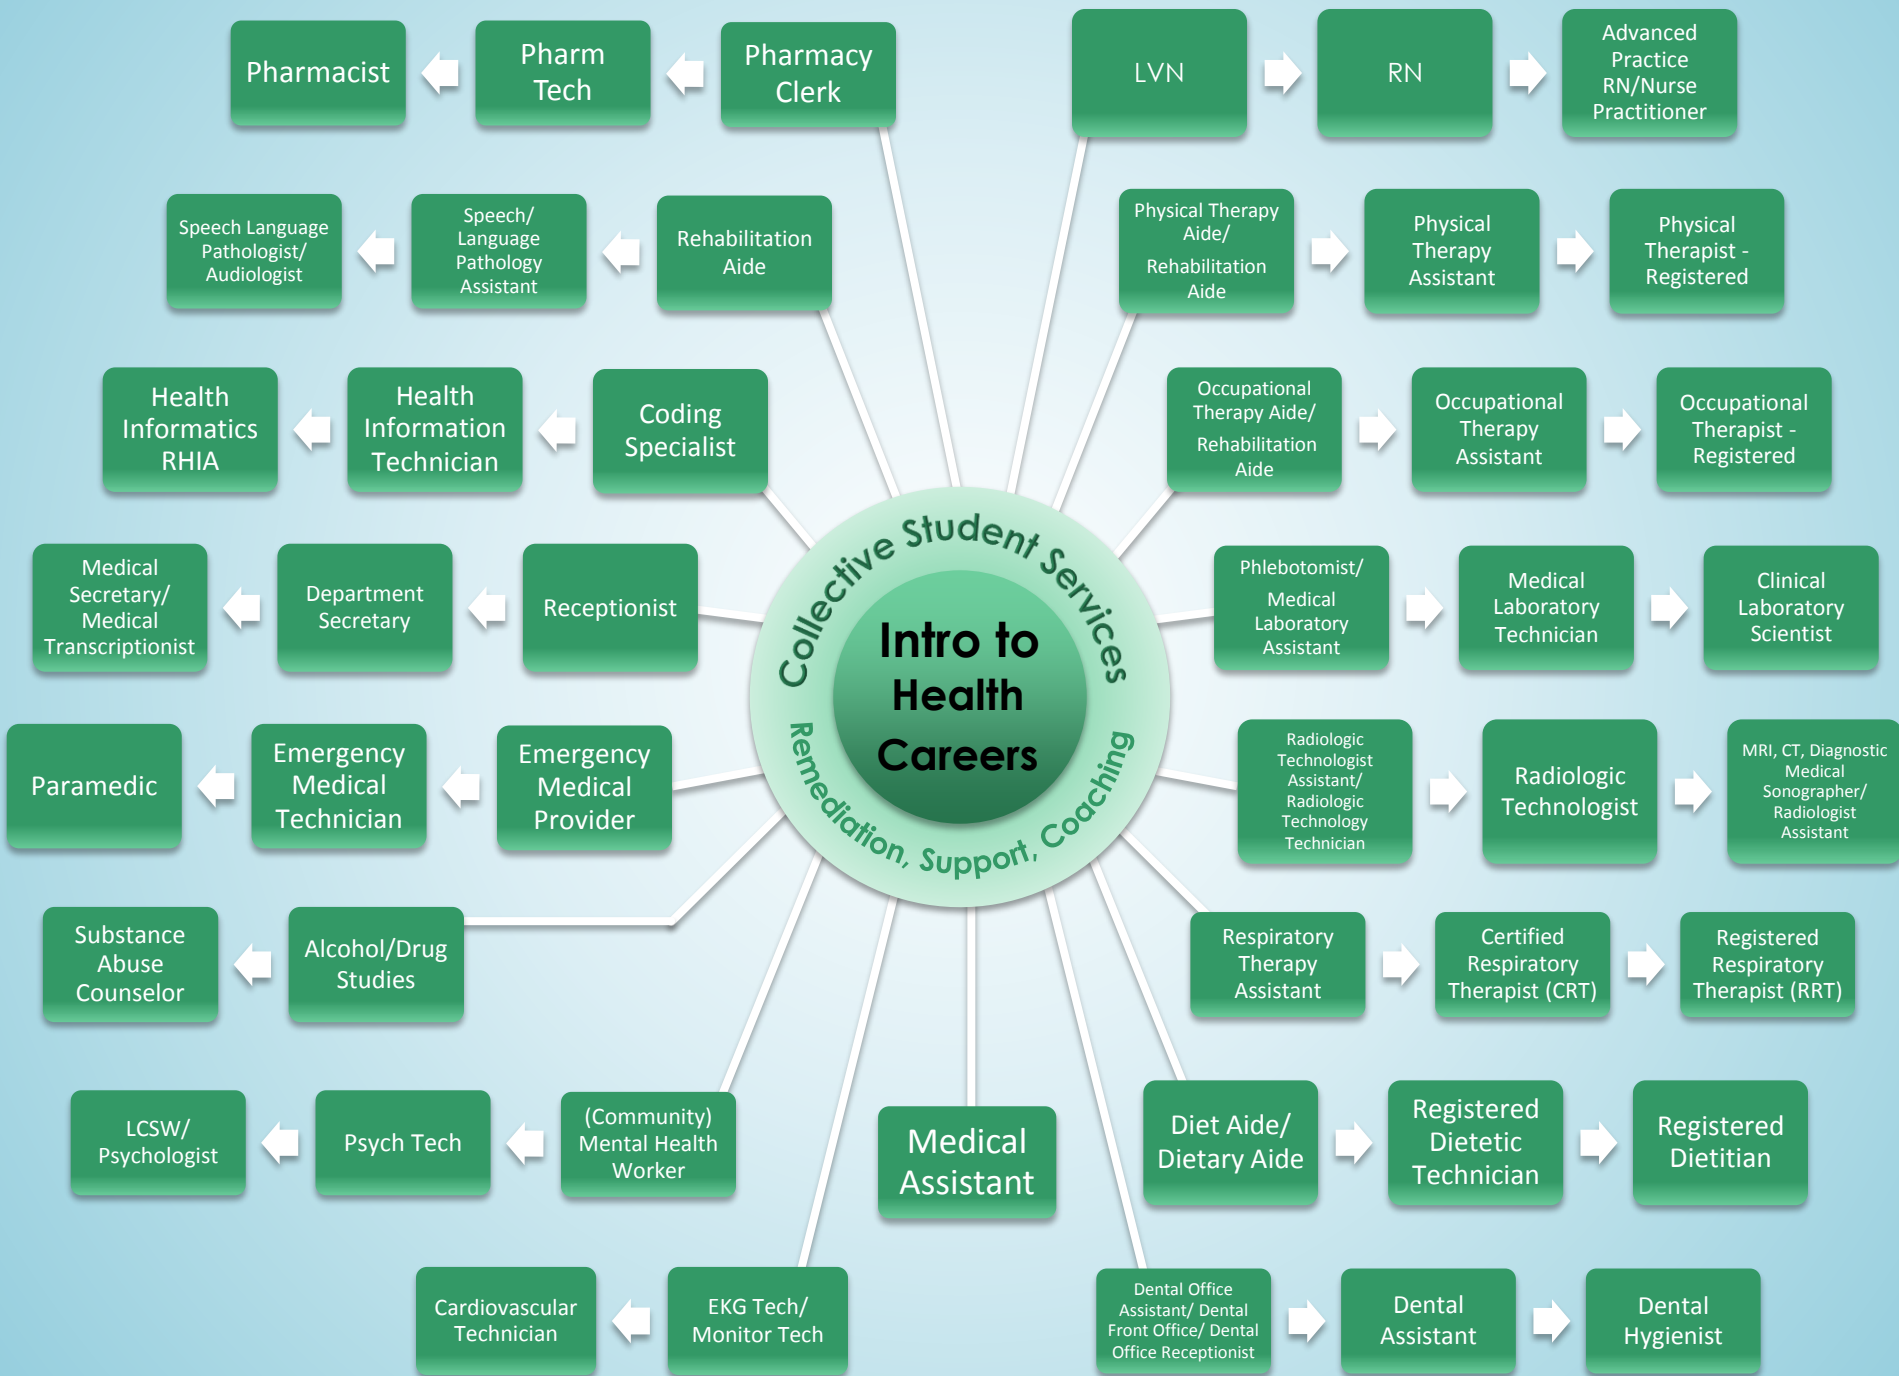 Pharmacist
Pharm
Tech
Pharmacy
Clerk
LVN
RN
Advanced
Practice
RN/Nurse
Practitioner
Speech Language
Pathologist/
Audiologist
Speech/
Language
Pathology
Assistant
Rehabilitation
Aide
Physical Therapy
Aide/
Rehabilitation
Aide
Physical
Therapy
Assistant
Physical
Therapist -
Registered
Health
Informatics
RHIA
Health
Information
Technician
Coding
Specialist
Occupational
Therapy Aide/
Rehabilitation
Aide
Occupational
Therapy
Assistant
Occupational
Therapist -
Registered
Medical
Secretary/
Medical
Transcriptionist
Department
Secretary
Receptionist
Collective Student Services
Intro to
Health
Careers
Remediation, Support, Coaching
Phlebotomist/
Medical
Laboratory
Assistant
Medical
Laboratory
Technician
Clinical
Laboratory
Scientist
Paramedic
Emergency
Medical
Technician
Emergency
Medical
Provider
Radiologic
Technologist
Assistant/
Radiologic
Technology
Technician
Radiologic
Technologist
MRI, CT, Diagnostic
Medical
Sonographer/
Radiologist
Assistant
Substance
Abuse
Counselor
Alcohol/Drug
Studies
Respiratory
Therapy
Assistant
Certified
Respiratory
Therapist (CRT)
Registered
Respiratory
Therapist (RRT)
LCSW/
Psychologist
Psych Tech
(Community)
Mental Health
Worker
Medical
Assistant
Diet Aide/
Dietary Aide
Registered
Dietetic
Technician
Registered
Dietitian
Cardiovascular
Technician
EKG Tech/
Monitor Tech
Dental Office
Assistant/ Dental
Front Office/ Dental
Office Receptionist
Dental
Assistant
Dental
Hygienist